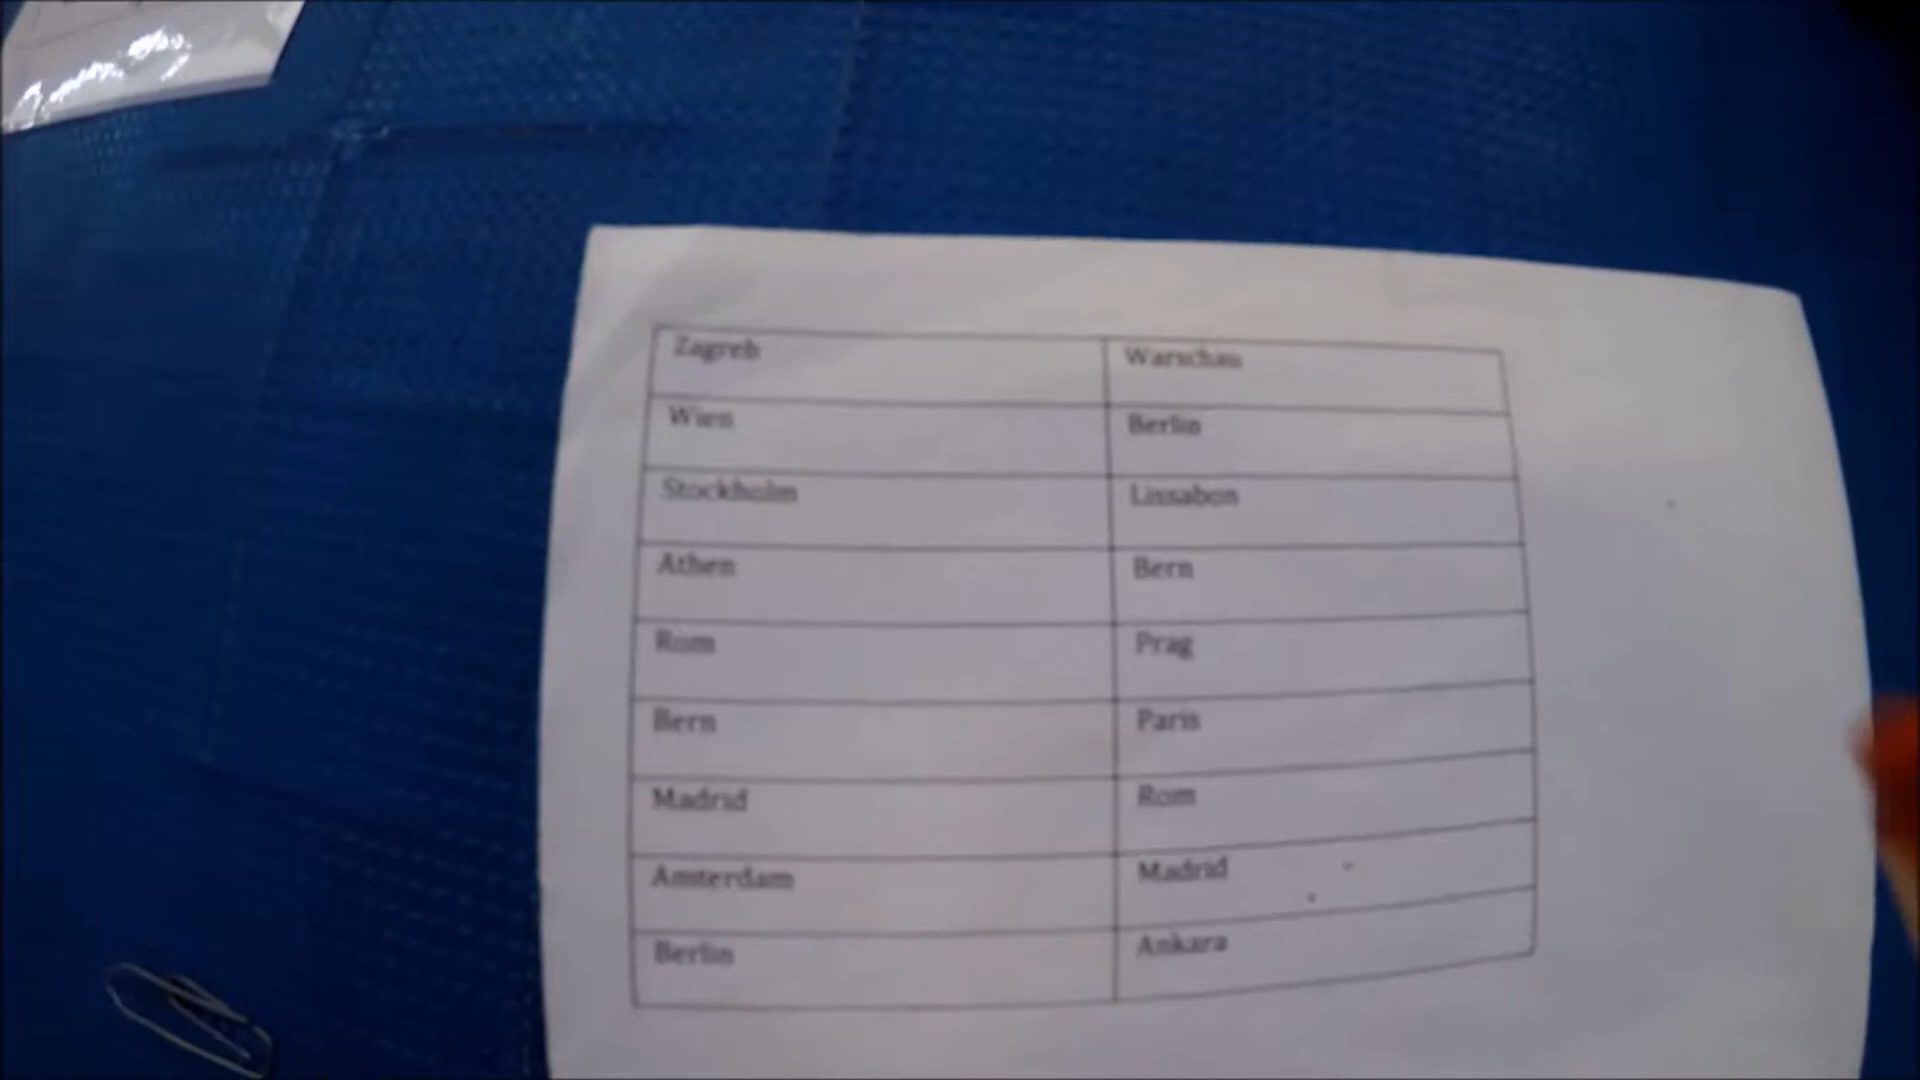 Zagreb Warschau
Wien Berlin
Stockholm Lissabon
Athen Bern
Rom Prag
Bern Paris
Madrid Rom
Amsterdam Madrid
Berlin Ankara